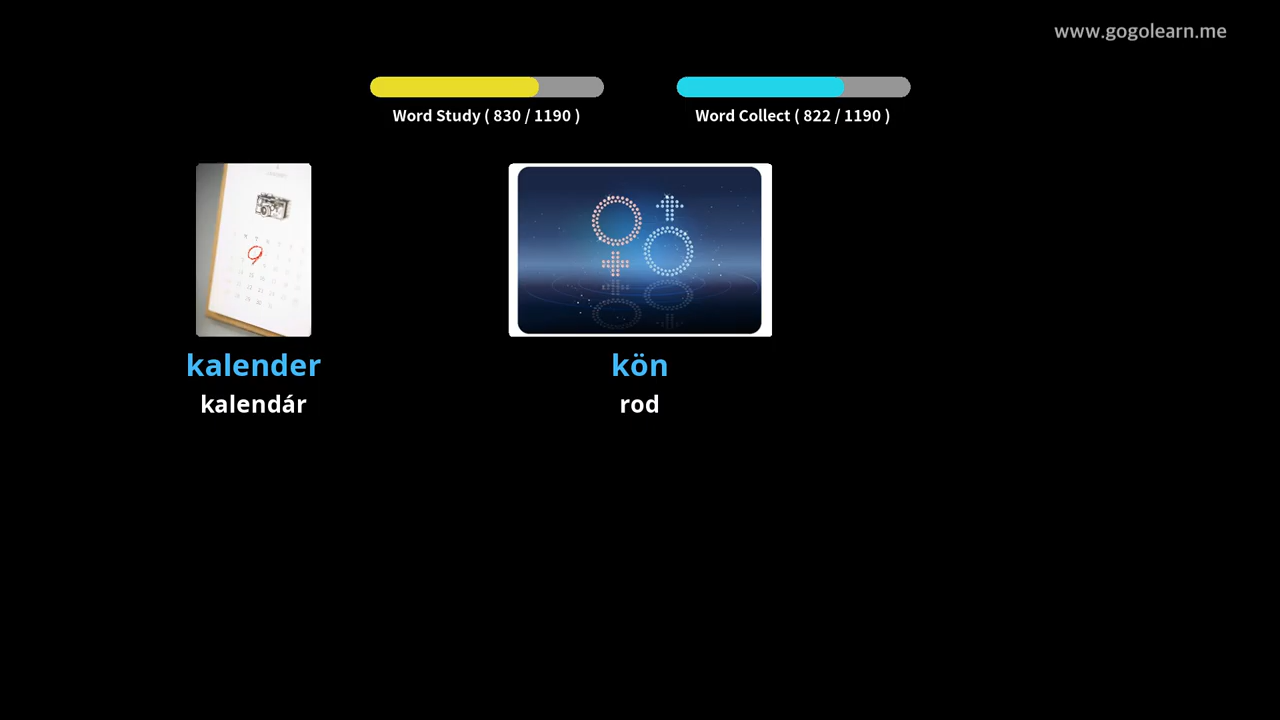 www.gogolearn.me
Word Study ( 830 / 1190 )
Word Collect ( 822 / 1190 )
kalender
kalendár
kön
rod